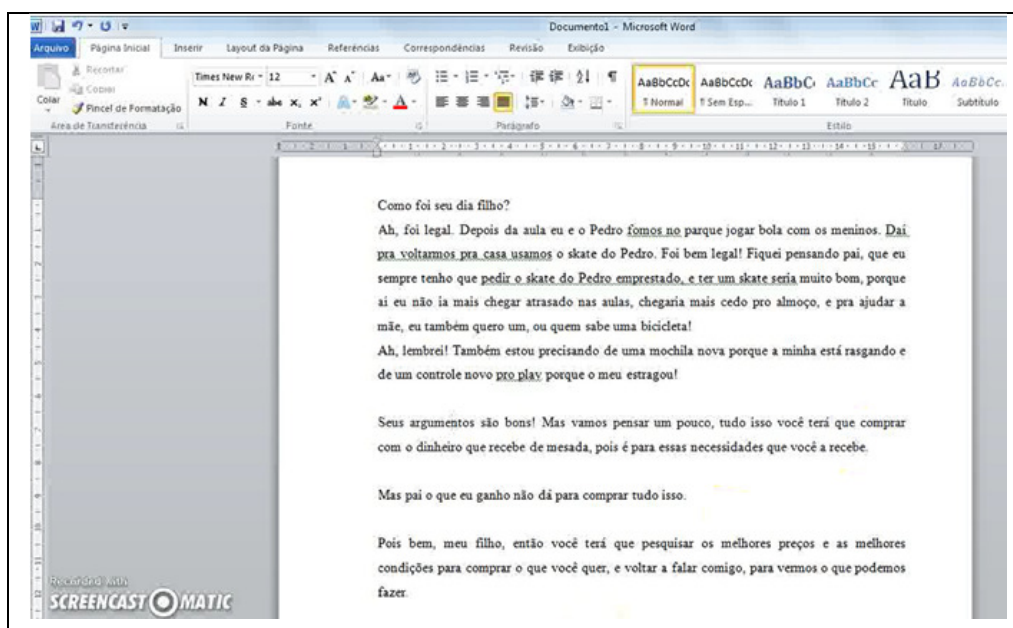 Documento1 - Microsoft Word
Arquivo Página Inicial Inserir Layout da Página Referências Correspondências Revisão Exibição
Recortar
Copiar
Colar
Pincel de Formatação
Times New Ro 12
N I S abc x₂ x² A
AaBbCcDc AaBbCcDc AaBbC AaBbCc AaB AaBbCc.
¶ Normal ¶ Sem Esp... Título 1 Título 2 Título Subtítulo
Área de Transferência Fonte Parágrafo Estilo
Como foi seu dia filho?
Ah, foi legal. Depois da aula eu e o Pedro fomos no parque jogar bola com os meninos. Daí
pra voltarmos pra casa usamos o skate do Pedro. Foi bem legal! Fiquei pensando pai, que eu
sempre tenho que pedir o skate do Pedro emprestado, e ter um skate seria muito bom, porque
ai eu não ia mais chegar atrasado nas aulas, chegaria mais cedo pro almoço, e pra ajudar a
mãe, eu também quero um, ou quem sabe uma bicicleta!
Ah, lembrei! Também estou precisando de uma mochila nova porque a minha está rasgando e
de um controle novo pro play porque o meu estragou!
Seus argumentos são bons! Mas vamos pensar um pouco, tudo isso você terá que comprar
com o dinheiro que recebe de mesada, pois é para essas necessidades que você a recebe.
Mas pai o que eu ganho não dá para comprar tudo isso.
Pois bem, meu filho, então você terá que pesquisar os melhores preços e as melhores
condições para comprar o que você quer, e voltar a falar comigo, para vermos o que podemos
fazer.
Recorded with
SCREENCAST O MATIC